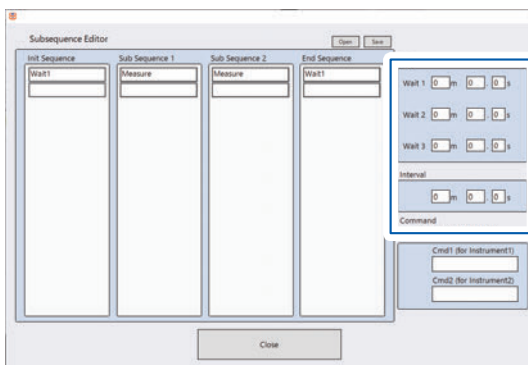 Subsequence Editor
Open Save
Init Sequence Sub Sequence 1 Sub Sequence 2 End Sequence
Wait1 Measure Measure Wait1
Wait 1 0 m 0 . 0 s
Wait 2 0 m 0 . 0 s
Wait 3 0 m 0 . 0 s
Interval
0 m 0 . 0 s
Command
Cmd1 (for Instrument1)
Cmd2 (for Instrument2)
Close